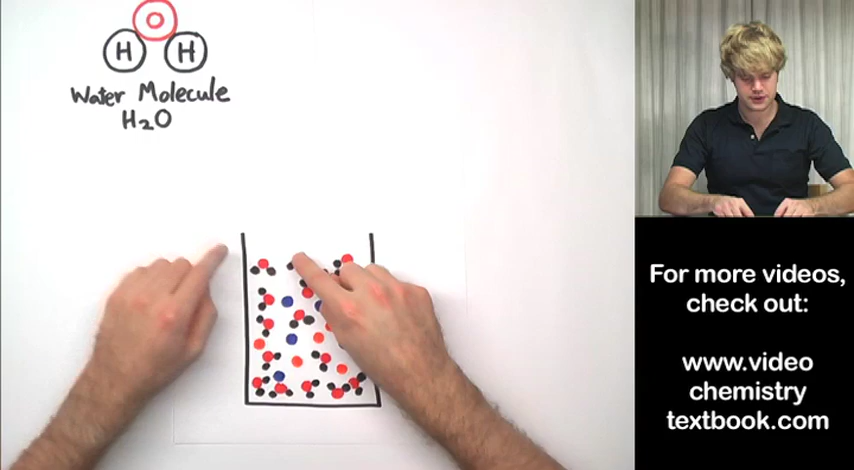 O
H H
Water Molecule
H2O
For more videos,
check out:
www.video
chemistry
textbook.com